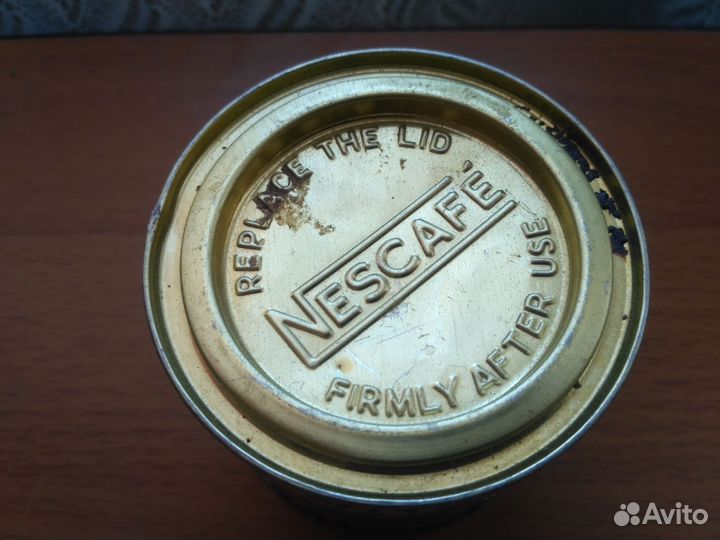 REPLACE THE LID
NESCAFÉ
FIRMLY AFTER USE
Avito